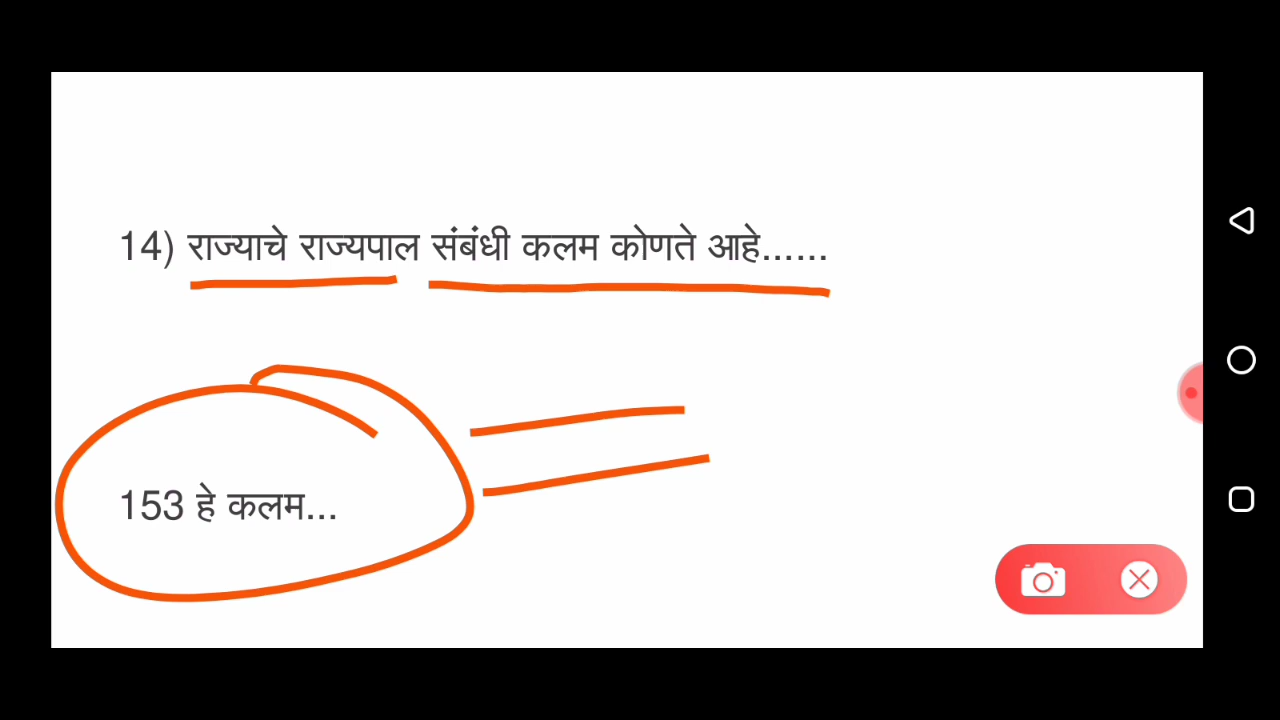 14) राज्याचे राज्यपाल संबंधी कलम कोणते आहे......
153 हे कलम...